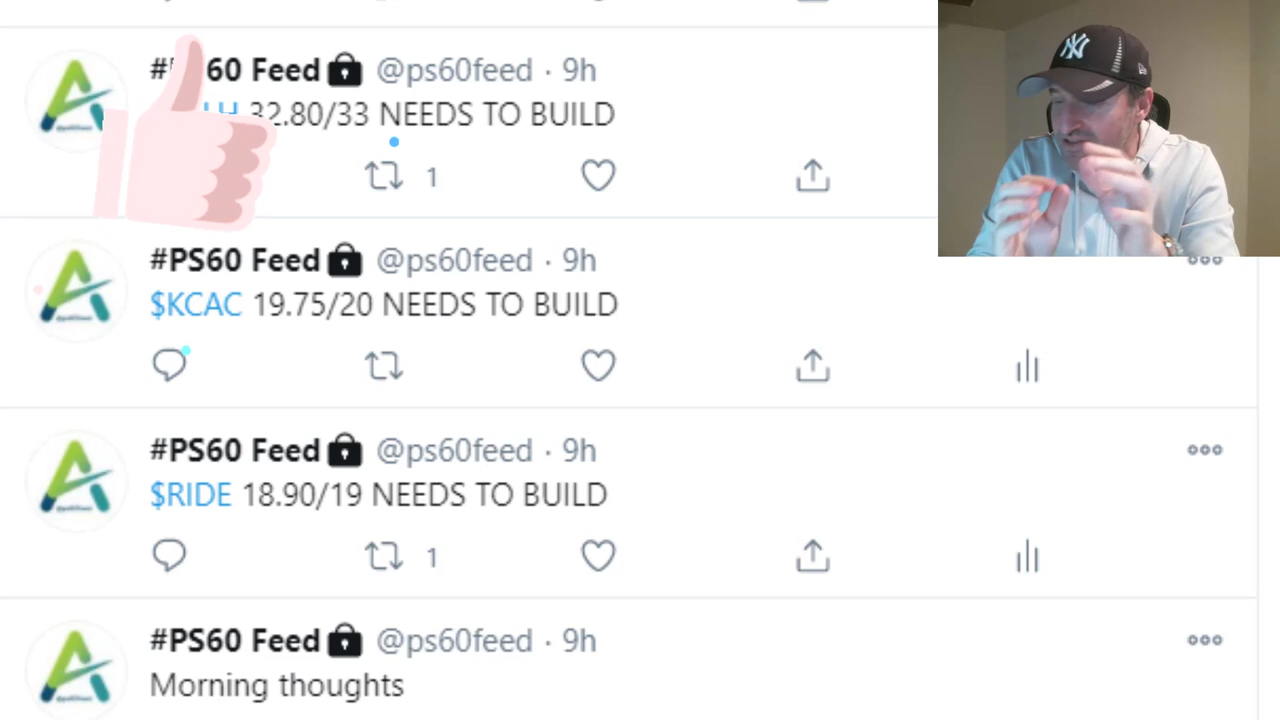 #PS60 Feed @ps60feed · 9h
32.80/33 NEEDS TO BUILD
1
#PS60 Feed @ps60feed · 9h
$KCAC 19.75/20 NEEDS TO BUILD
#PS60 Feed @ps60feed · 9h
$RIDE 18.90/19 NEEDS TO BUILD
1
#PS60 Feed @ps60feed · 9h
Morning thoughts
NY